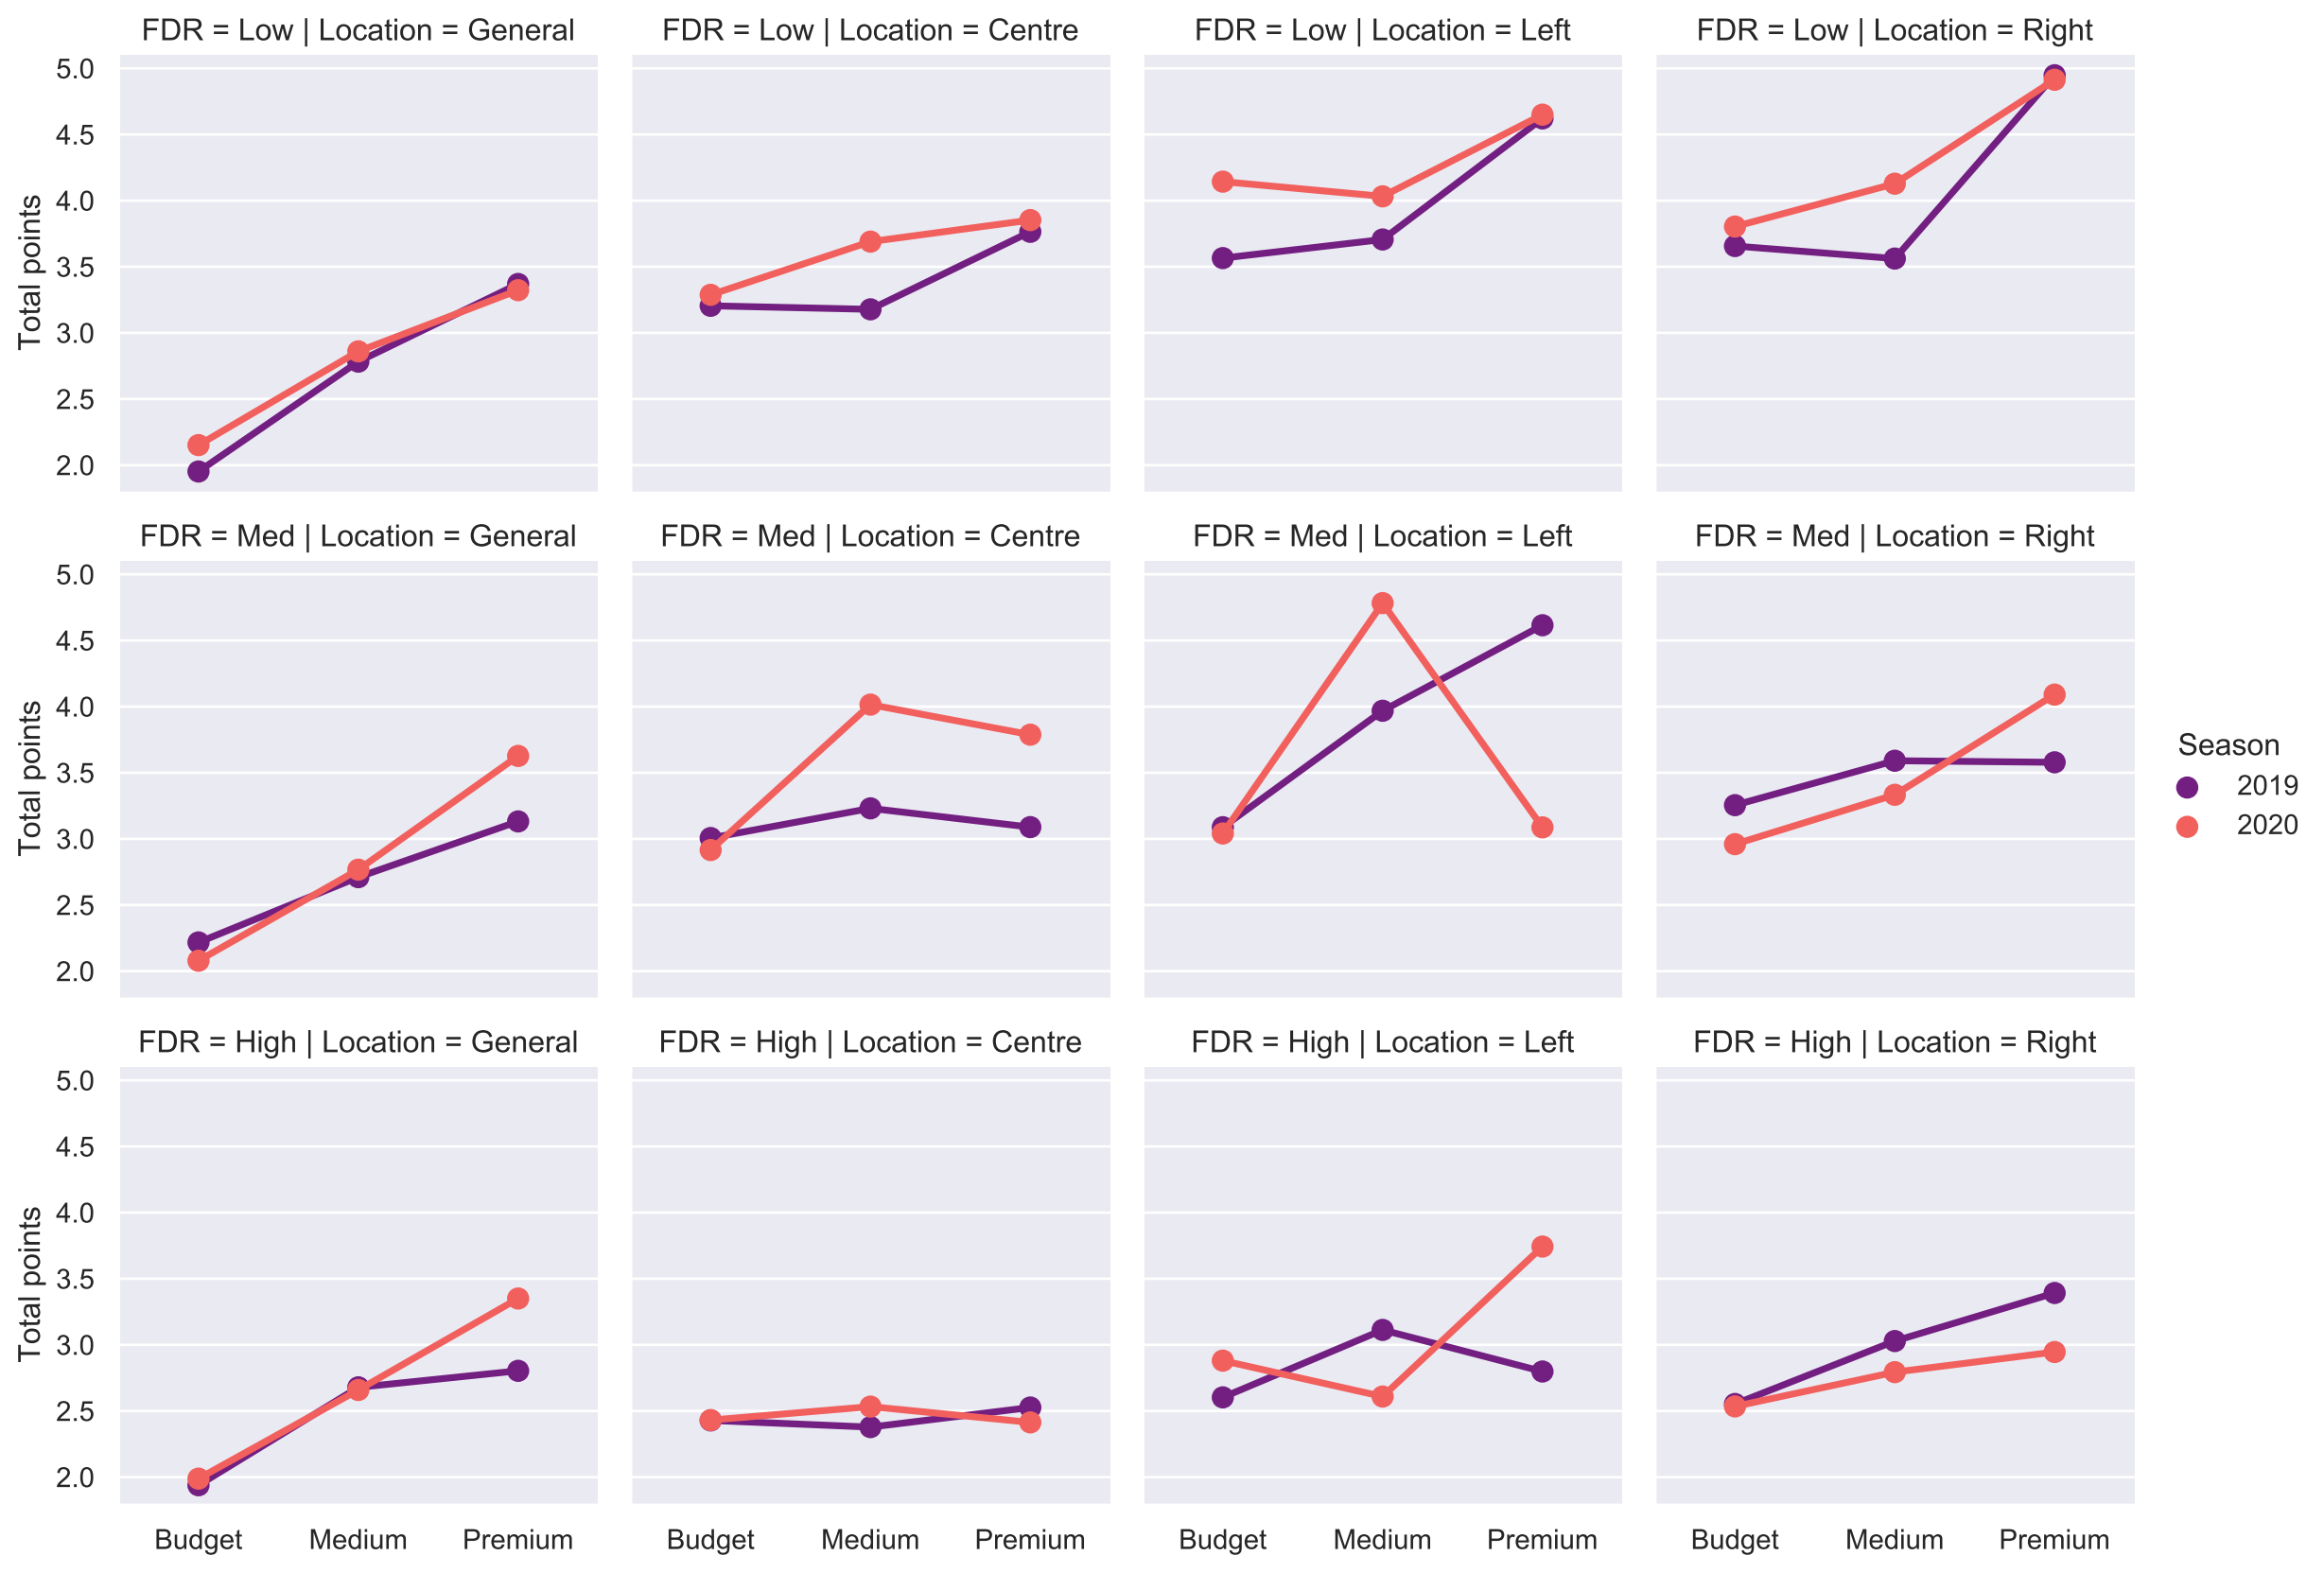 FDR = Low | Location = General
FDR = Low | Location = Centre
FDR = Low | Location = Left
FDR = Low | Location = Right
Total points
5.0
4.5
4.0
3.5
3.0
2.5
2.0
FDR = Med | Location = General
FDR = Med | Location = Centre
FDR = Med | Location = Left
FDR = Med | Location = Right
Total points
5.0
4.5
4.0
3.5
3.0
2.5
2.0
Season
2019
2020
FDR = High | Location = General
FDR = High | Location = Centre
FDR = High | Location = Left
FDR = High | Location = Right
Total points
5.0
4.5
4.0
3.5
3.0
2.5
2.0
Budget Medium Premium
Budget Medium Premium
Budget Medium Premium
Budget Medium Premium